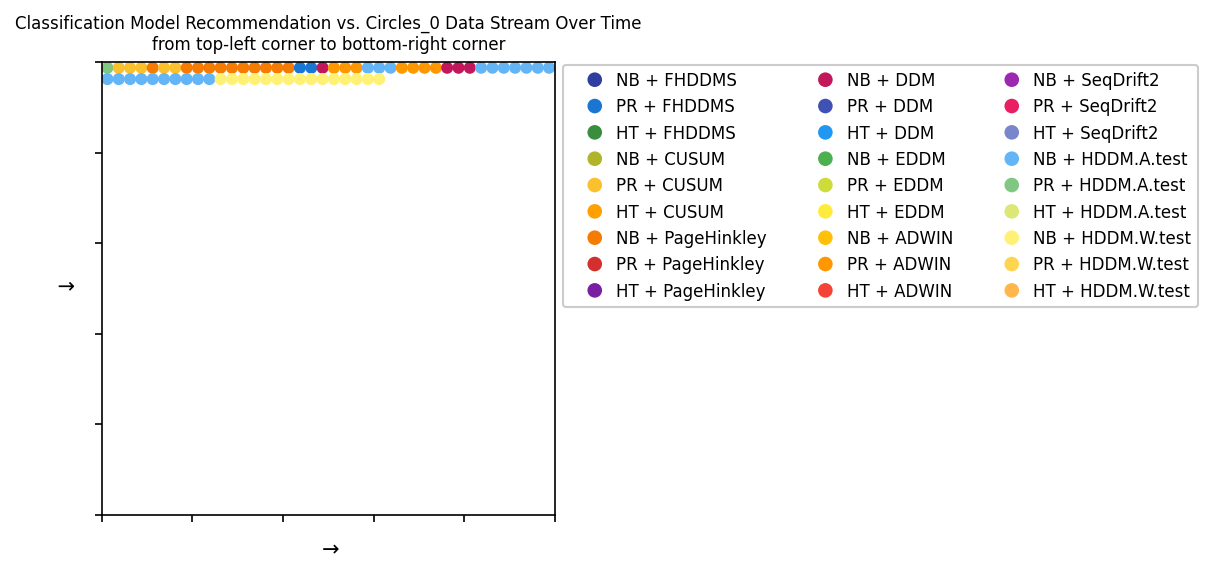 Classification Model Recommendation vs. Circles_0 Data Stream Over Time
from top-left corner to bottom-right corner
NB + FHDDMS
PR + FHDDMS
HT + FHDDMS
NB + CUSUM
PR + CUSUM
HT + CUSUM
NB + PageHinkley
PR + PageHinkley
HT + PageHinkley
NB + DDM
PR + DDM
HT + DDM
NB + EDDM
PR + EDDM
HT + EDDM
NB + ADWIN
PR + ADWIN
HT + ADWIN
NB + SeqDrift2
PR + SeqDrift2
HT + SeqDrift2
NB + HDDM.A.test
PR + HDDM.A.test
HT + HDDM.A.test
NB + HDDM.W.test
PR + HDDM.W.test
HT + HDDM.W.test
→
→